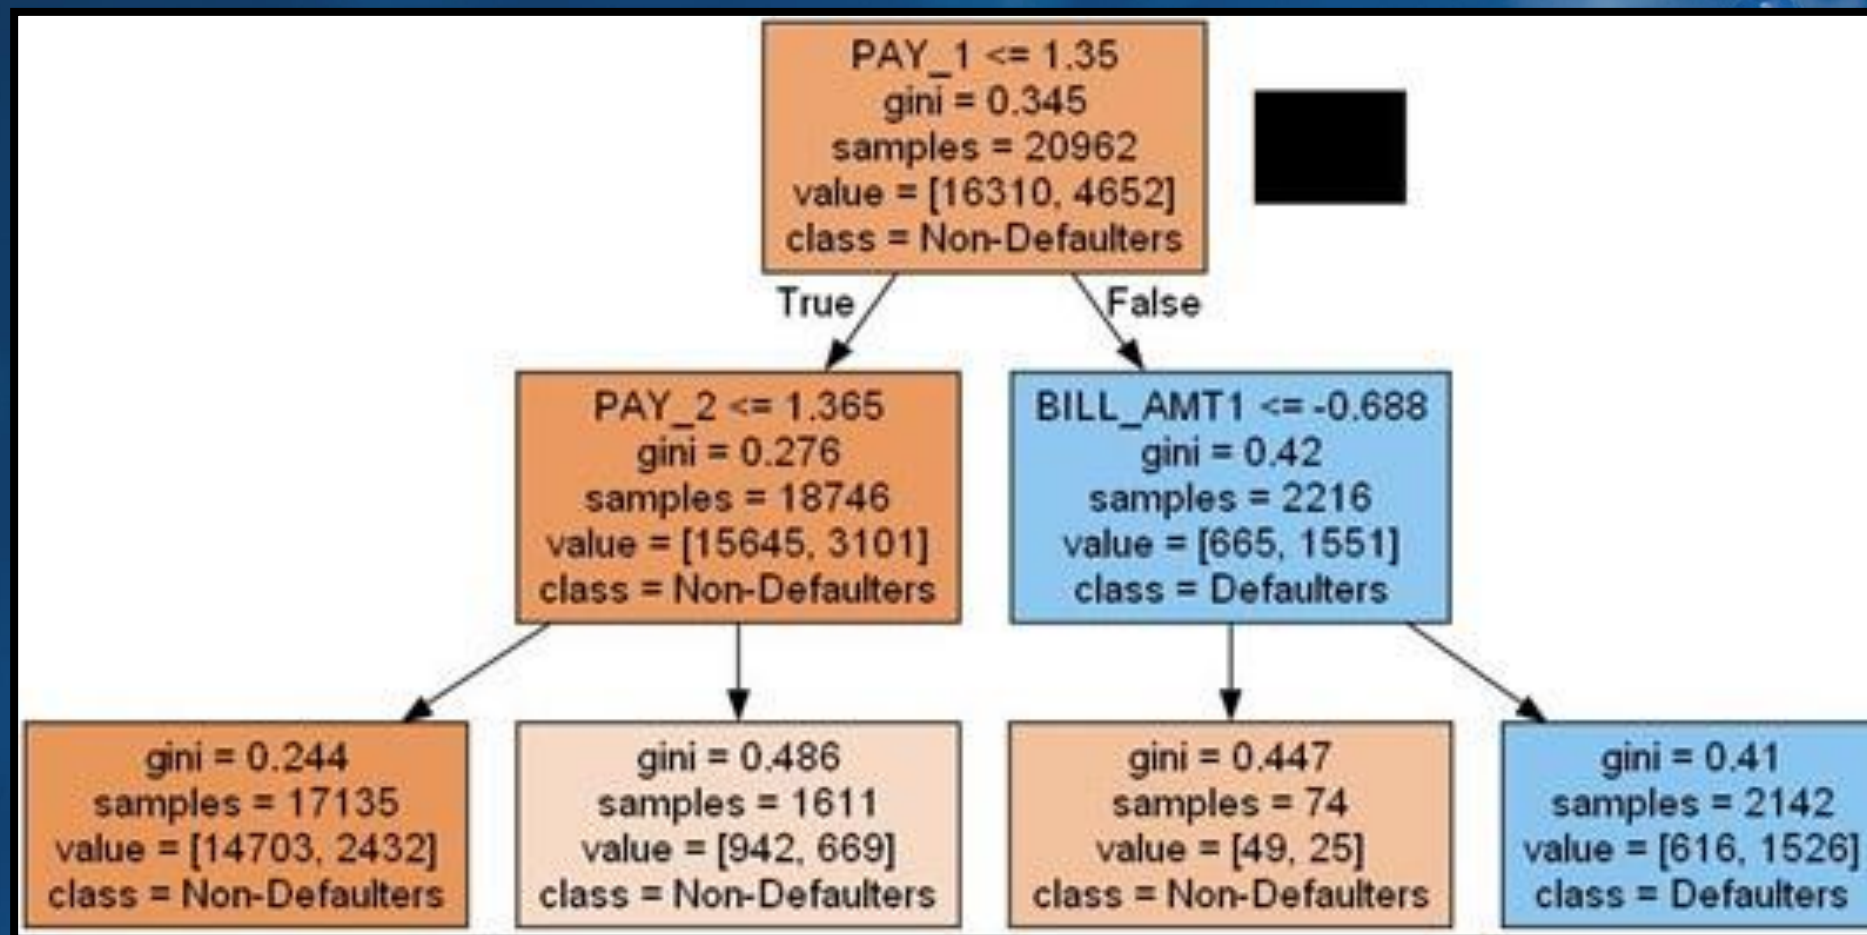 PAY_1 <= 1.35
gini = 0.345
samples = 20962
value = [16310, 4652]
class = Non-Defaulters
True
False
PAY_2 <= 1.365
gini = 0.276
samples = 18746
value = [15645, 3101]
class = Non-Defaulters
BILL_AMT1 <= -0.688
gini = 0.42
samples = 2216
value = [665, 1551]
class = Defaulters
gini = 0.244
samples = 17135
value = [14703, 2432]
class = Non-Defaulters
gini = 0.486
samples = 1611
value = [942, 669]
class = Non-Defaulters
gini = 0.447
samples = 74
value = [49, 25]
class = Non-Defaulters
gini = 0.41
samples = 2142
value = [616, 1526]
class = Defaulters